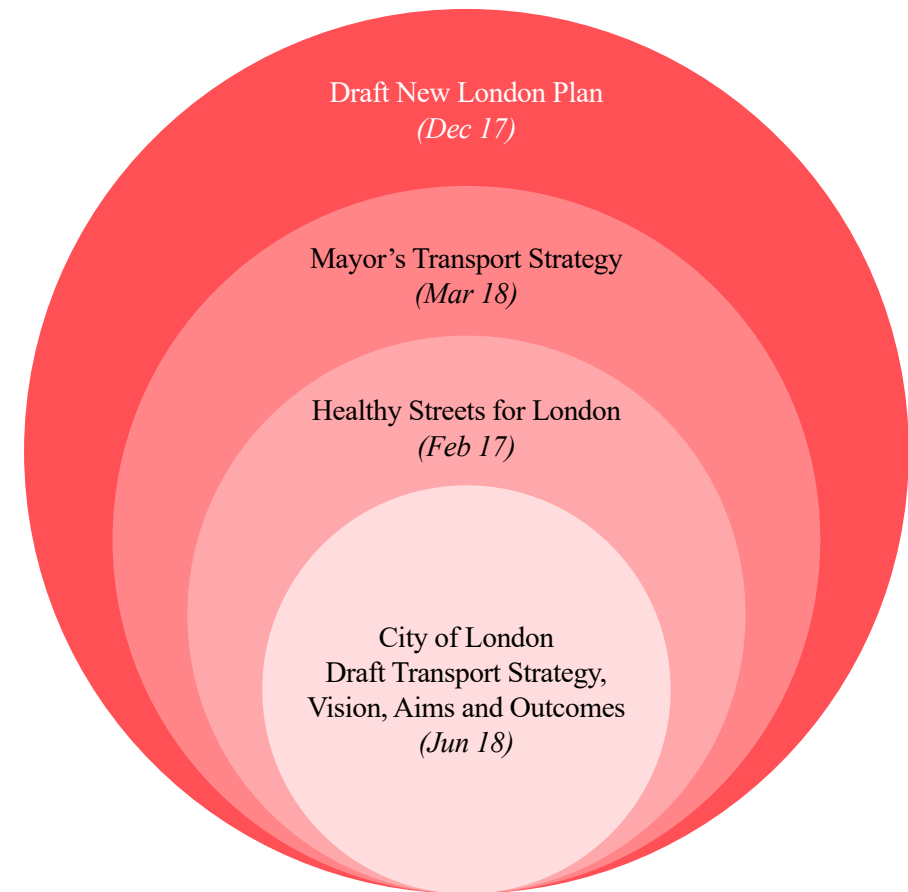 Draft New London Plan
(Dec 17)
Mayor’s Transport Strategy
(Mar 18)
Healthy Streets for London
(Feb 17)
City of London
Draft Transport Strategy,
Vision, Aims and Outcomes
(Jun 18)